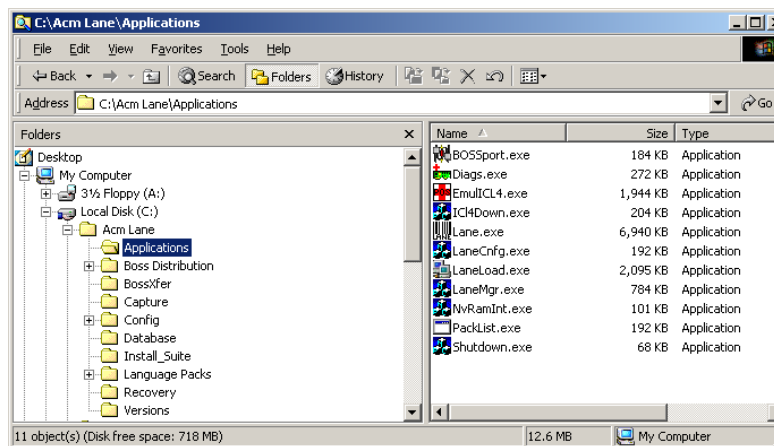 C:\Acm Lane\Applications
File Edit View Favorites Tools Help
Back Search Folders History
Address C:\Acm Lane\Applications Go
Folders
Desktop
My Computer
3½ Floppy (A:)
Local Disk (C:)
Acm Lane
Applications
Boss Distribution
BossXfer
Capture
Config
Database
Install_Suite
Language Packs
Recovery
Versions
Name Size Type
BOSSport.exe 184 KB Application
Diags.exe 272 KB Application
EmulICL4.exe 1,944 KB Application
ICl4Down.exe 204 KB Application
Lane.exe 6,940 KB Application
LaneCnfg.exe 192 KB Application
LaneLoad.exe 2,095 KB Application
LaneMgr.exe 784 KB Application
NvRamInt.exe 101 KB Application
PackList.exe 192 KB Application
Shutdown.exe 68 KB Application
11 object(s) (Disk free space: 718 MB) 12.6 MB My Computer